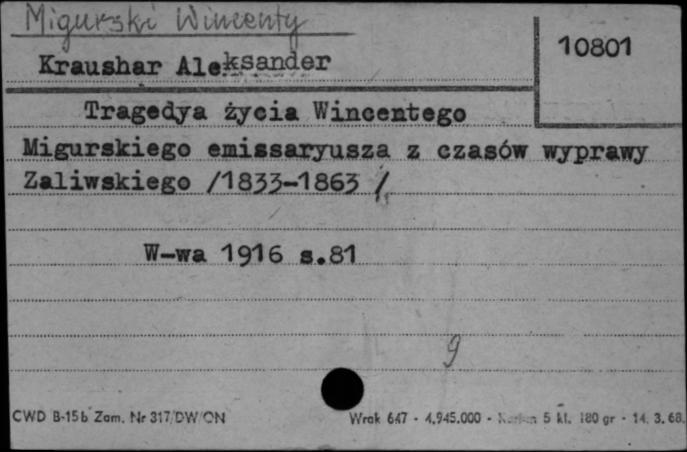 Migurski Wincenty
Kraushar Aleksander
10801
Tragedya życia Wincentego
Migurskiego emissaryusza z czasów wyprawy
Zaliwskiego /1833-1863 /
W-wa 1916 s.81
9
CWD B-15b Zam. Nr 317/DW/ON
Wrak 647 - 4.945.000 - 5 kl. 180 gr - 14. 3. 68.